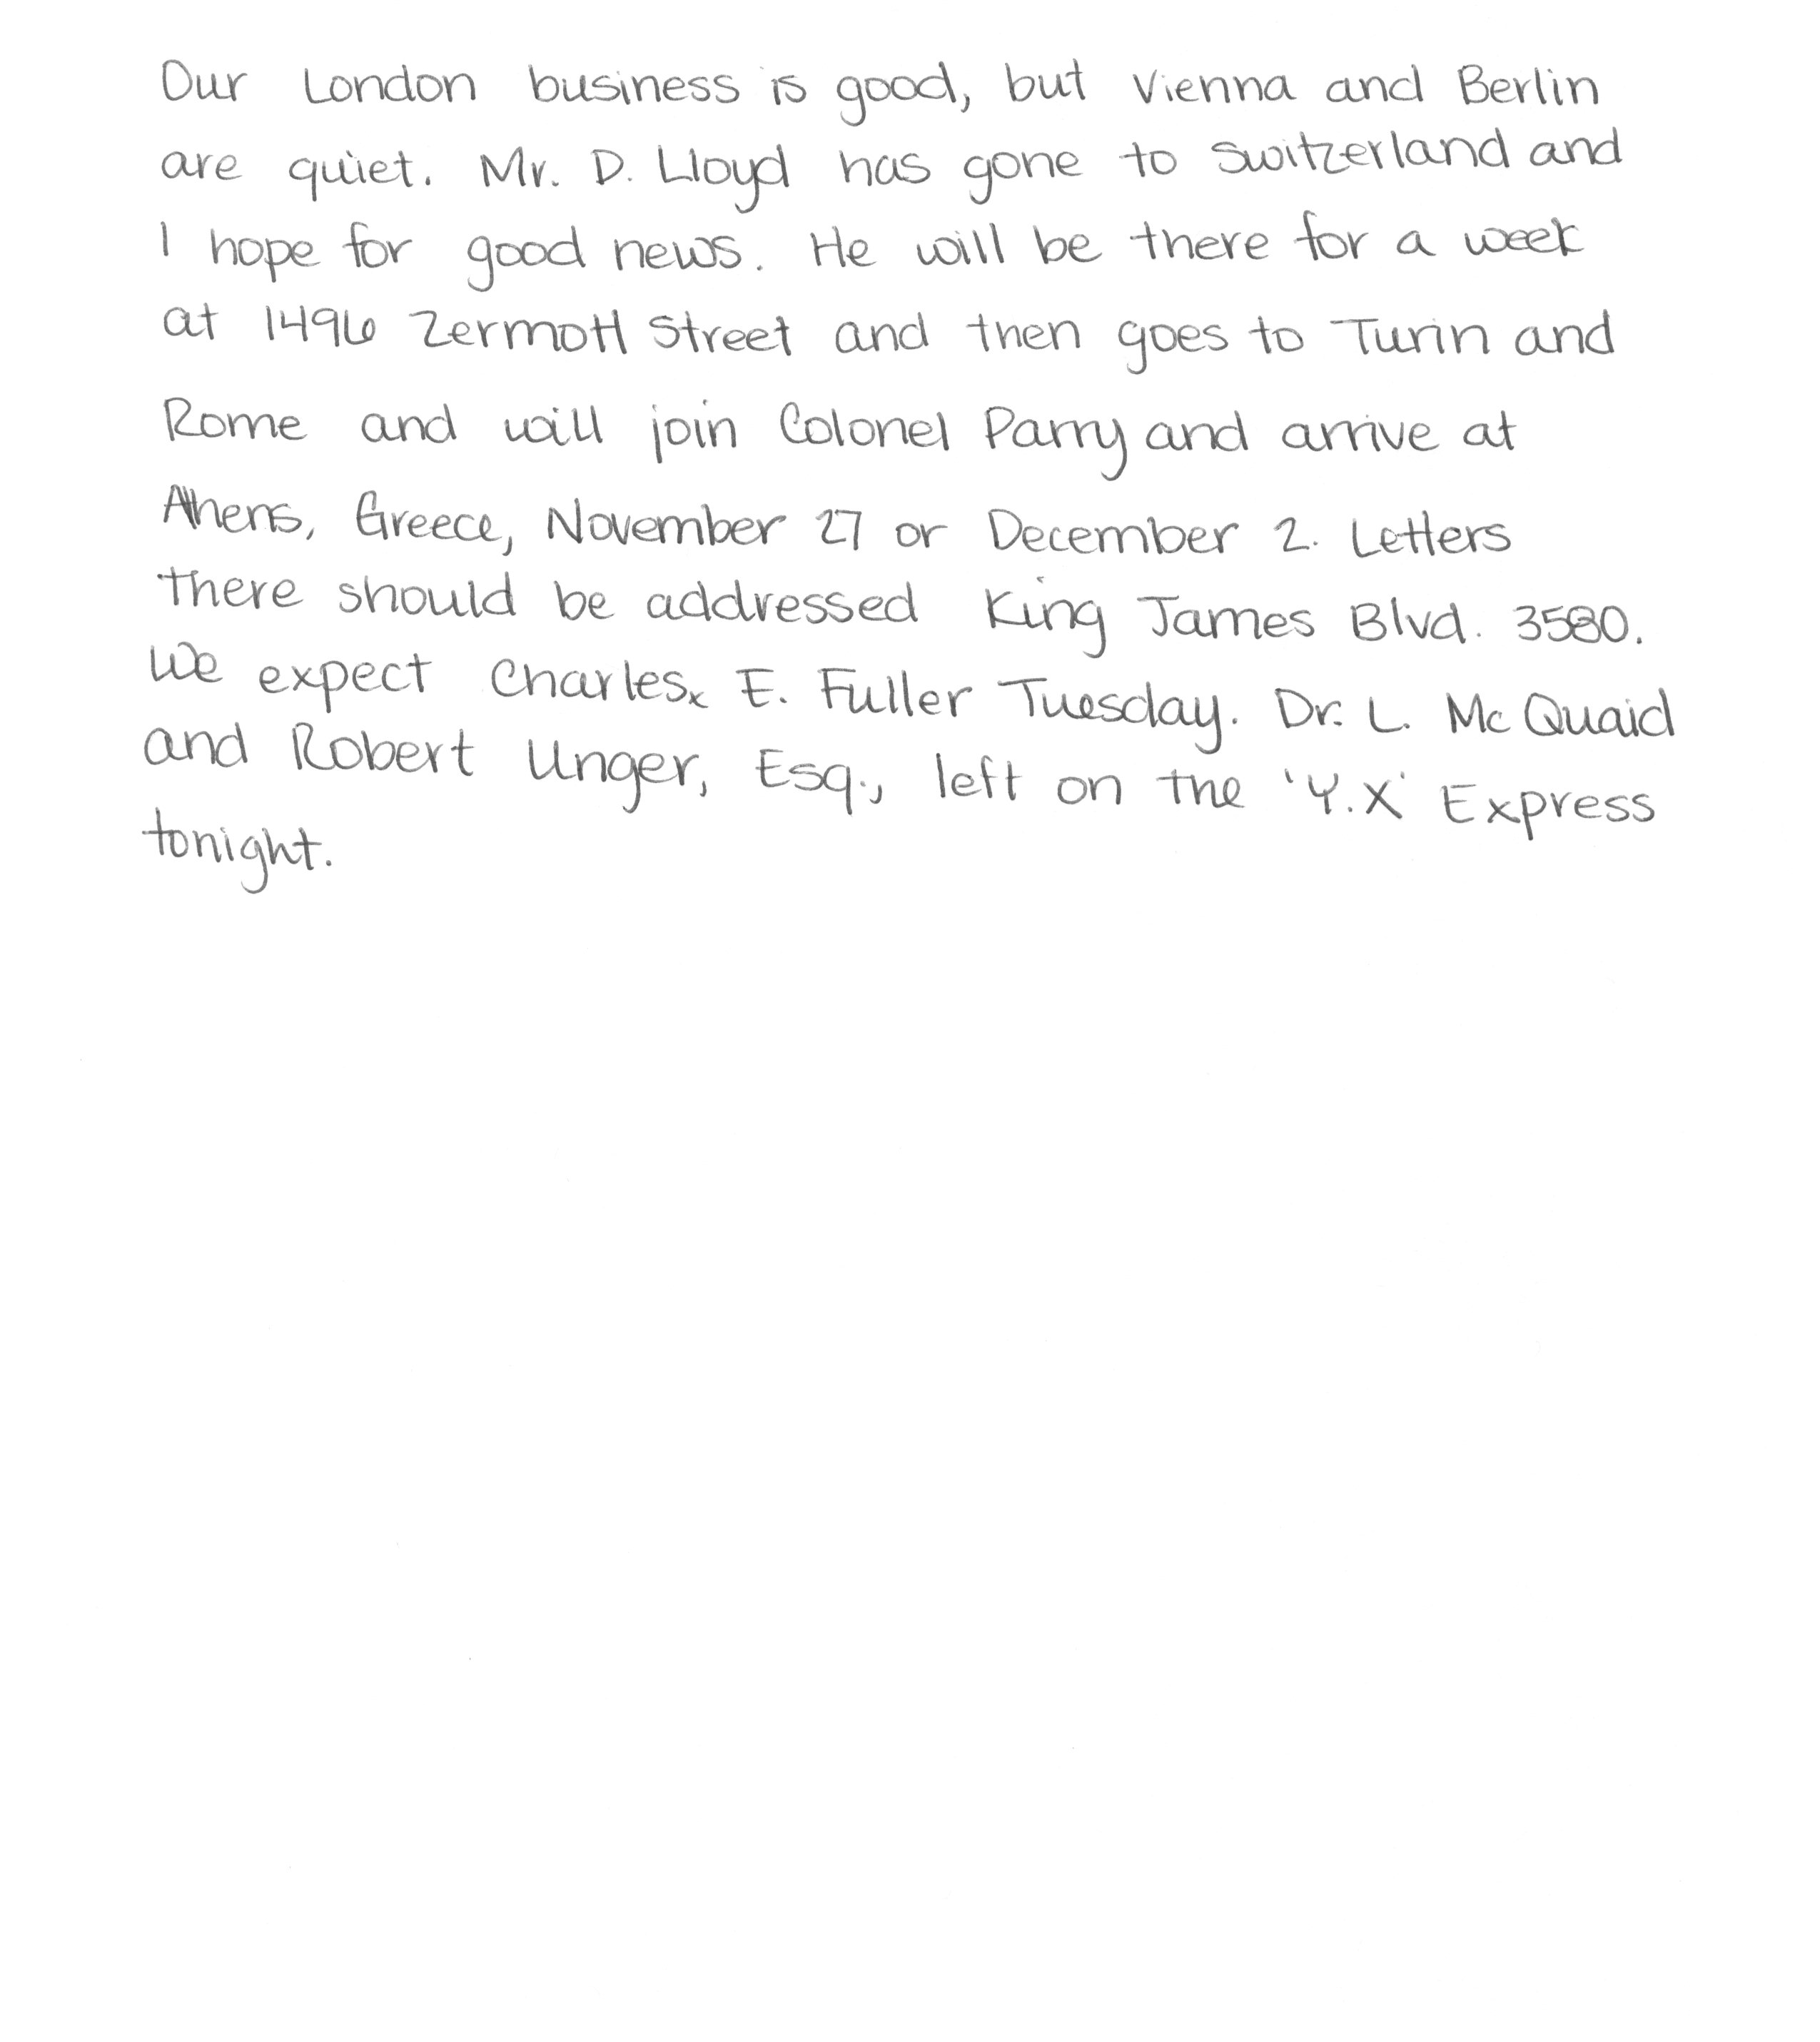 Our London business is good, but Vienna and Berlin
are quiet. Mr. D. Lloyd has gone to Switzerland and
I hope for good news. He will be there for a week
at 1496 Zermott Street and then goes to Turin and
Rome and will join Colonel Parry and arrive at
Athens, Greece, November 27 or December 2. Letters
there should be addressed King James Blvd. 3580.
We expect Charles E. Fuller Tuesday. Dr. L. McQuaid
and Robert Unger, Esq., left on the 'Y.X' Express
tonight.